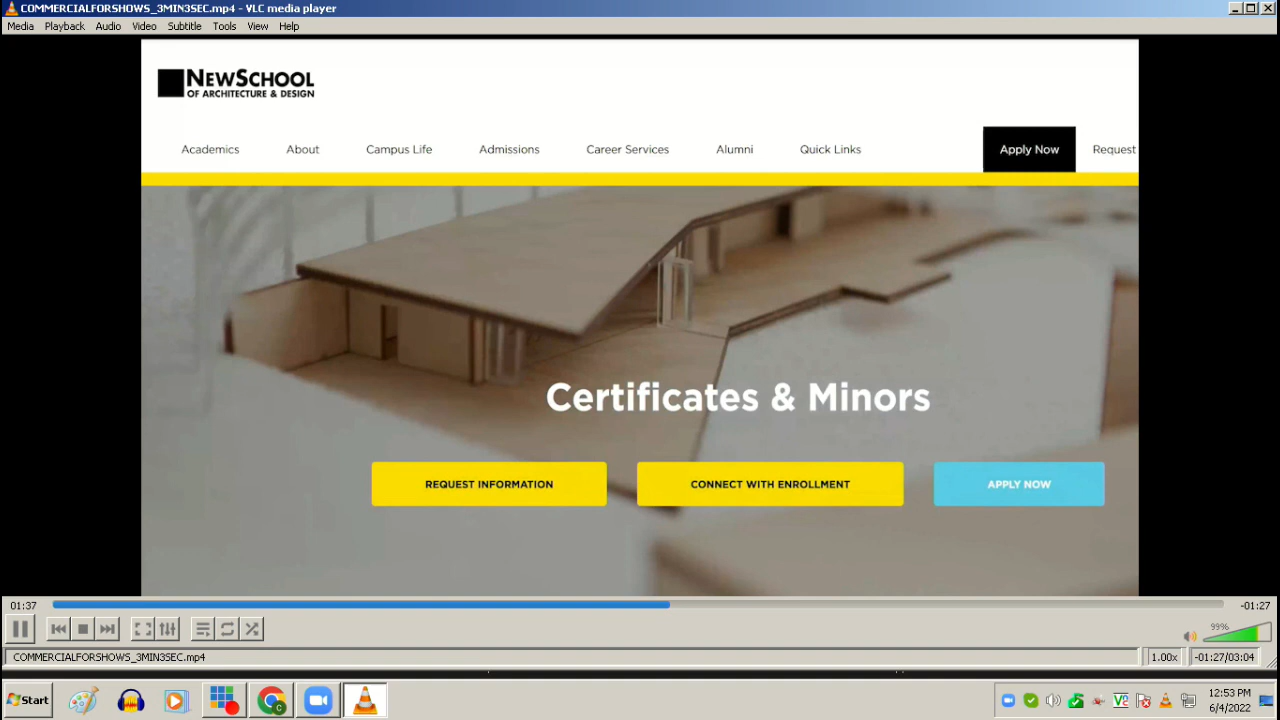 COMMERCIALFORSHOWS_3MIN3SEC.mp4 - VLC media player
Media Playback Audio Video Subtitle Tools View Help
NEWSCHOOL
OF ARCHITECTURE & DESIGN
Academics About Campus Life Admissions Career Services Alumni Quick Links Apply Now Request
Certificates & Minors
REQUEST INFORMATION CONNECT WITH ENROLLMENT APPLY NOW
01:37 -01:27
99%
COMMERCIALFORSHOWS_3MIN3SEC.mp4 1.00x -01:27/03:04
Start 12:53 PM
6/4/2022